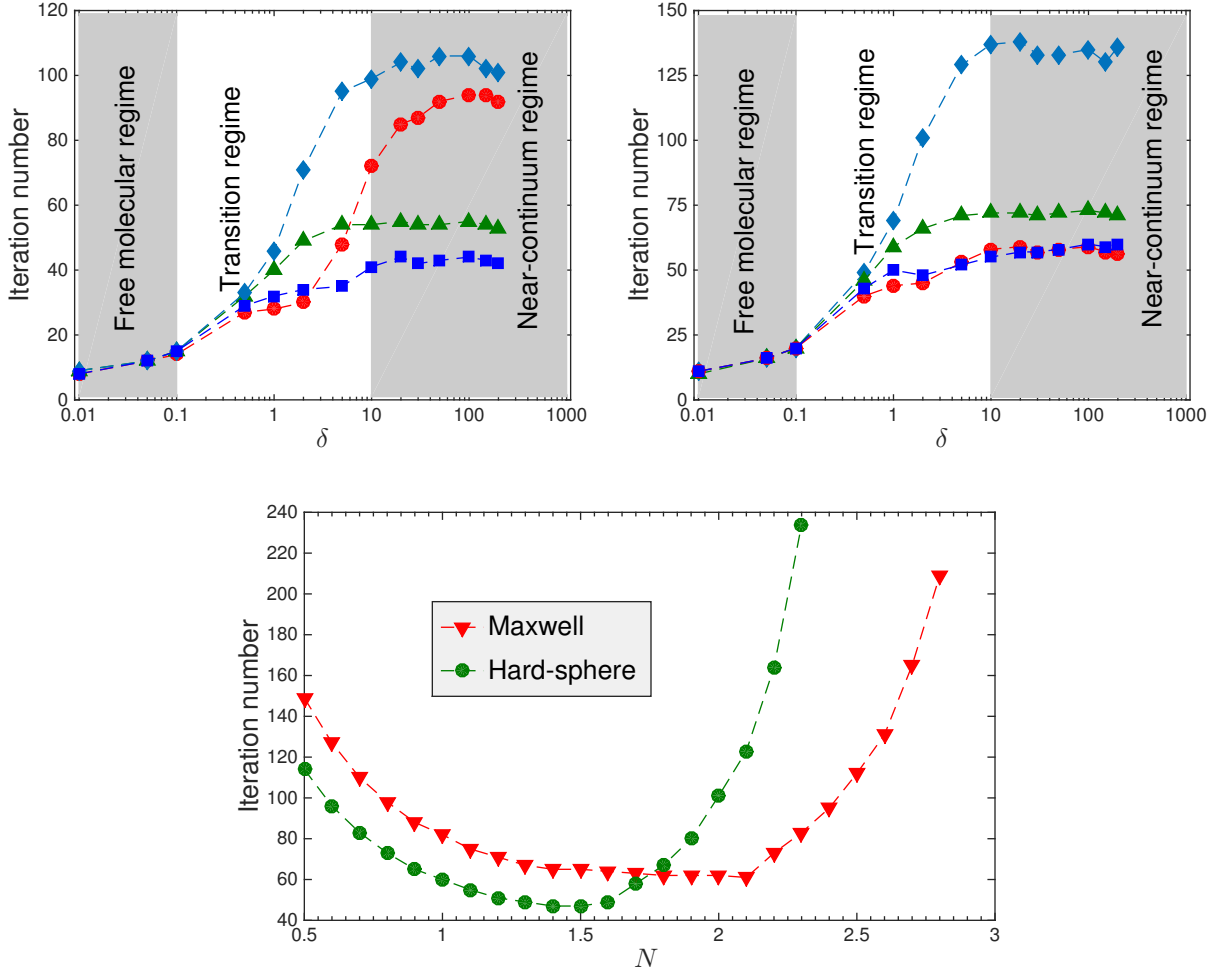 120
100
80
60
40
20
0
Iteration number
Free molecular regime
Transition regime
Near-continuum regime
0.01 0.1 1 10 100 1000
δ
150
125
100
75
50
25
0
Iteration number
Free molecular regime
Transition regime
Near-continuum regime
0.01 0.1 1 10 100 1000
δ
240
220
200
180
160
140
120
100
80
60
40
Iteration number
Maxwell
Hard-sphere
0.5 1 1.5 2 2.5 3
N